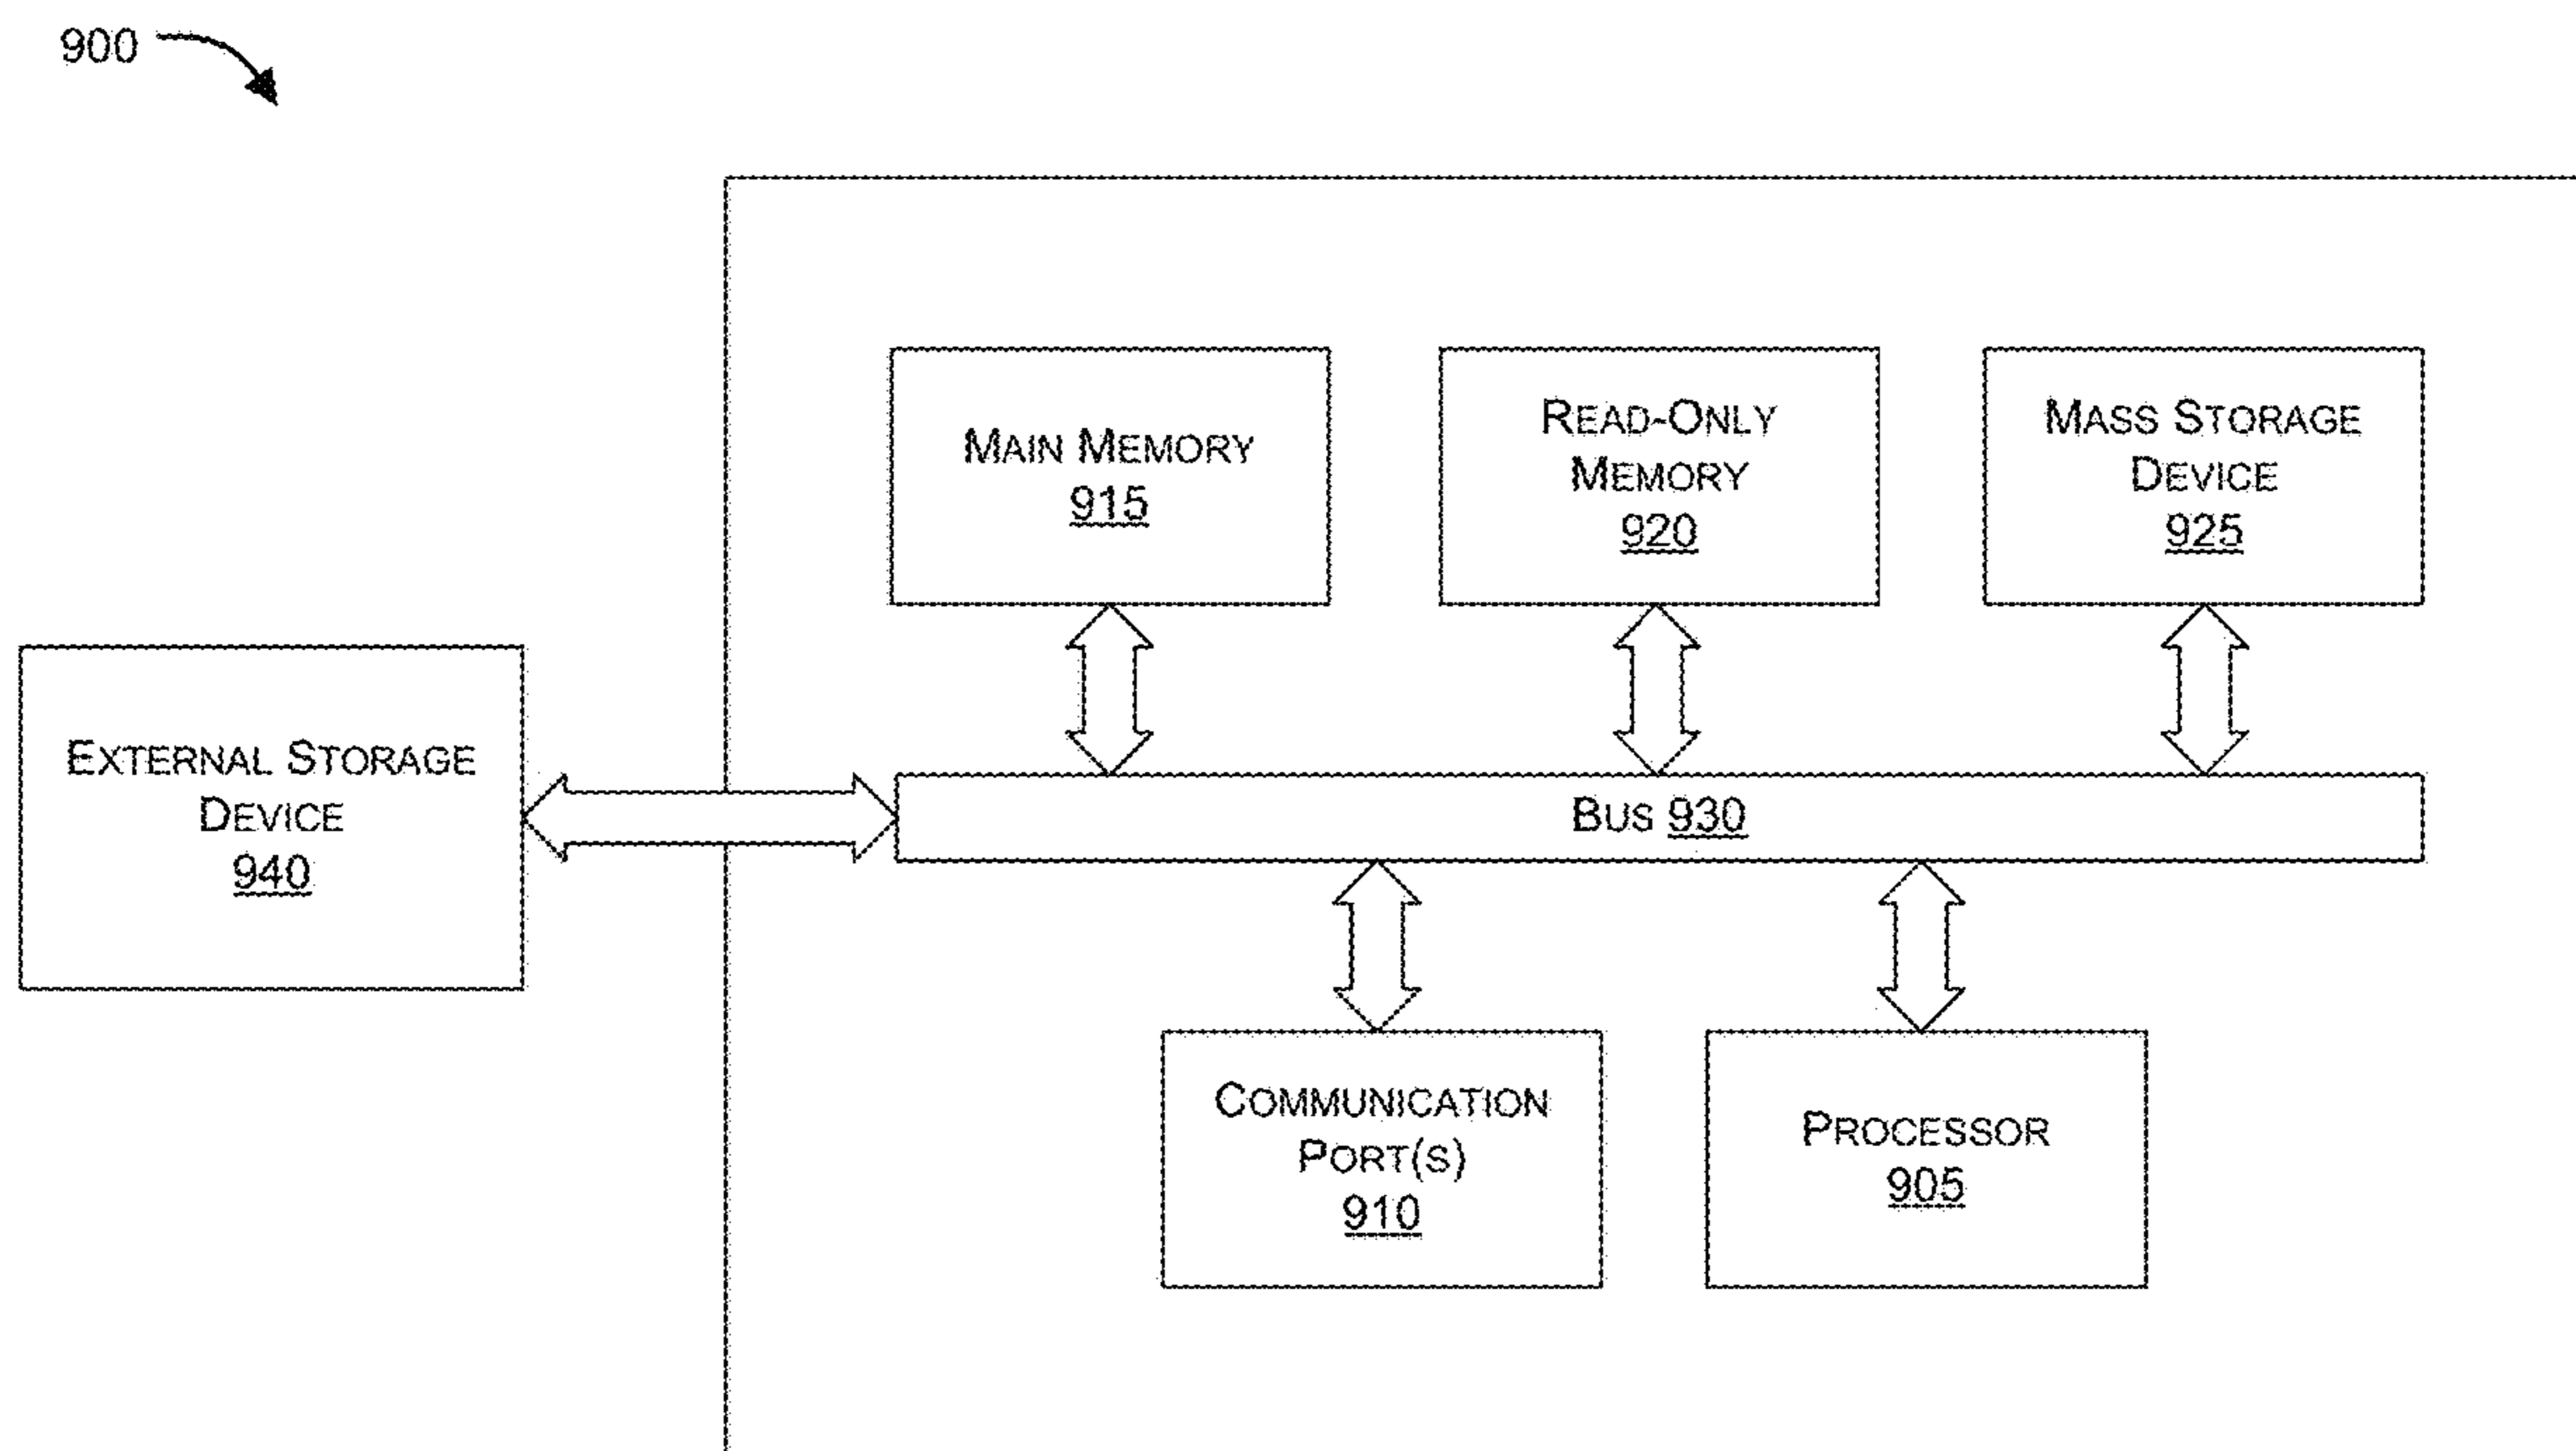 900
MAIN MEMORY
915
READ-ONLY
MEMORY
920
MASS STORAGE
DEVICE
925
EXTERNAL STORAGE
DEVICE
940
BUS 930
COMMUNICATION
PORT(S)
910
PROCESSOR
905